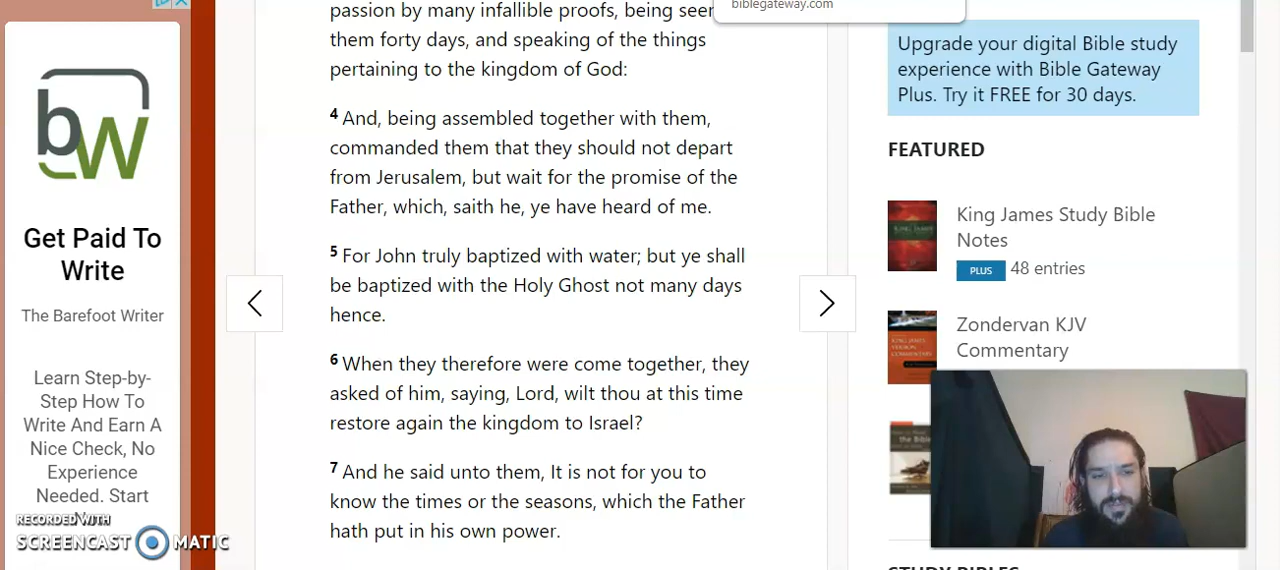 bw
Get Paid To
Write
The Barefoot Writer
Learn Step-by-
Step How To
Write And Earn A
Nice Check, No
Experience
Needed. Start
RECORDED WITH
SCREENCAST MATIC
passion by many infallible proofs, being
them forty days, and speaking of the things
pertaining to the kingdom of God:
4 And, being assembled together with them,
commanded them that they should not depart
from Jerusalem, but wait for the promise of the
Father, which, saith he, ye have heard of me.
5 For John truly baptized with water; but ye shall
be baptized with the Holy Ghost not many days
hence.
6 When they therefore were come together, they
asked of him, saying, Lord, wilt thou at this time
restore again the kingdom to Israel?
7 And he said unto them, It is not for you to
know the times or the seasons, which the Father
hath put in his own power.
biblegateway.com
Upgrade your digital Bible study
experience with Bible Gateway
Plus. Try it FREE for 30 days.
FEATURED
King James Study Bible
Notes
PLUS 48 entries
Zondervan KJV
Commentary
the Bible